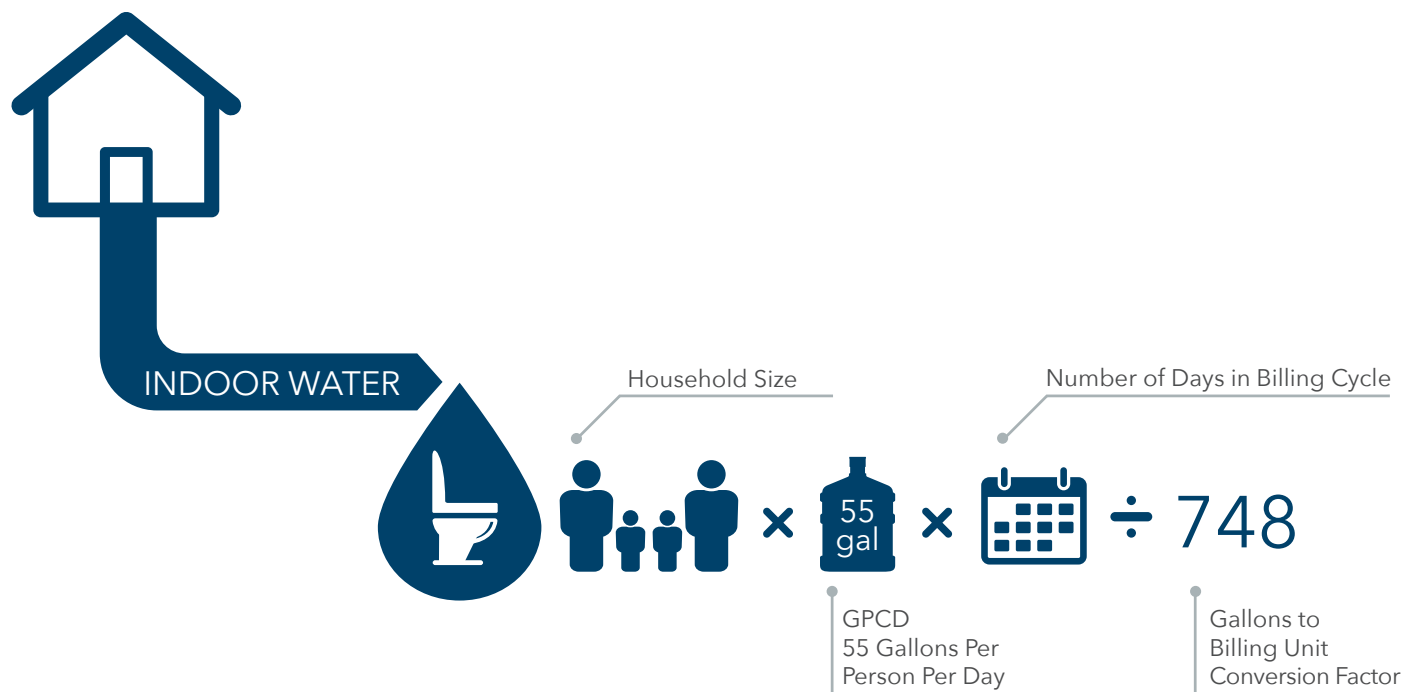 INDOOR WATER
Household Size
Number of Days in Billing Cycle
55
gal
748
GPCD
55 Gallons Per
Person Per Day
Gallons to
Billing Unit
Conversion Factor